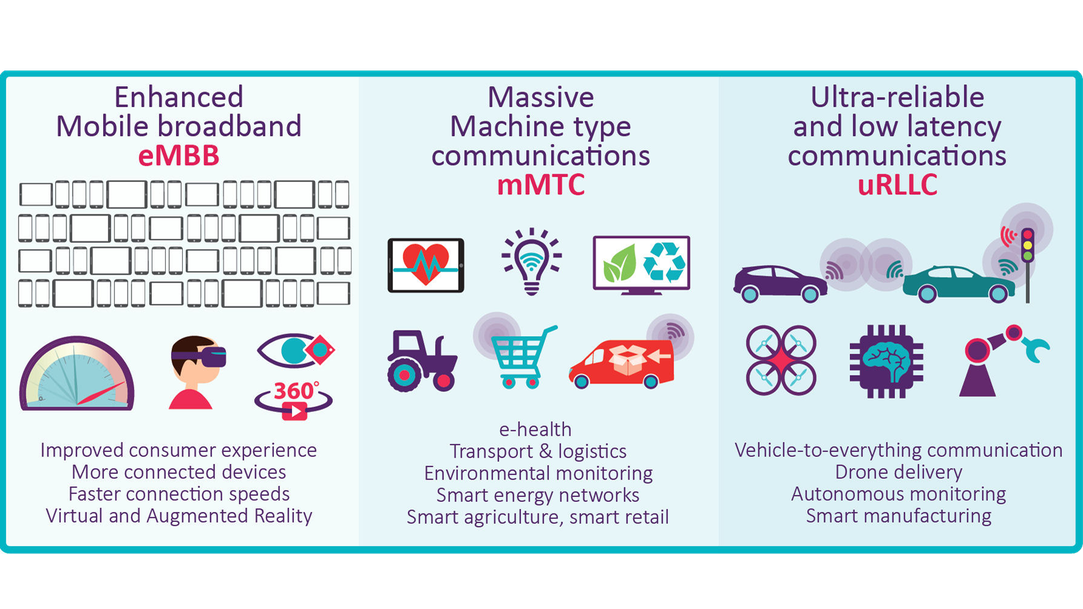 Enhanced
Mobile broadband
eMBB
360°
Improved consumer experience
More connected devices
Faster connection speeds
Virtual and Augmented Reality
Massive
Machine type
communications
mMTC
e-health
Transport & logistics
Environmental monitoring
Smart energy networks
Smart agriculture, smart retail
Ultra-reliable
and low latency
communications
uRLLC
Vehicle-to-everything communication
Drone delivery
Autonomous monitoring
Smart manufacturing